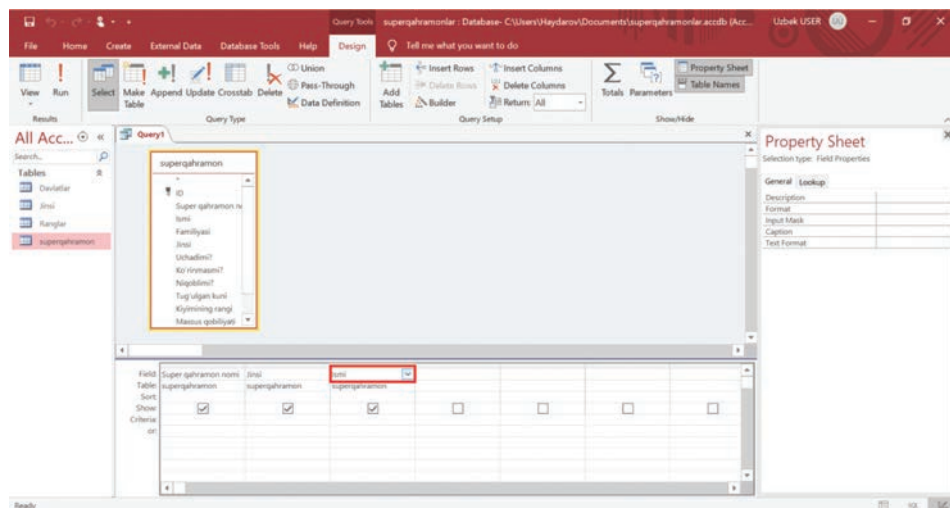 Query Tools superqahramonlar : Database- C:\Users\Haydarov\Documents\superqahramonlar.accdb (Acc... Uzbek USER UU
File Home Create External Data Database Tools Help Design Tell me what you want to do
View Run Select Make Table Append Update Crosstab Delete
Union
Pass-Through
Data Definition
Add Tables
Insert Rows
Delete Rows
Builder
Insert Columns
Delete Columns
Return: All
Totals Parameters
Property Sheet
Table Names
Results Query Type Query Setup Show/Hide
All Acc...
Search...
Tables
Davlatlar
Jinsi
Ranglar
superqahramon
Query1
superqahramon
*
ID
Super qahramon n
Ismi
Familiyasi
Jinsi
Uchadimi?
Ko'rinmasmi?
Niqoblimi?
Tug'ulgan kuni
Kiyimining rangi
Maxsus qobiliyati
Property Sheet
Selection type: Field Properties
General Lookup
Description
Format
Input Mask
Caption
Text Format
Field: Super qahramon nomi Jinsi Ismi
Table: superqahramon superqahramon superqahramon
Sort:
Show:
Criteria:
or:
Ready SQL